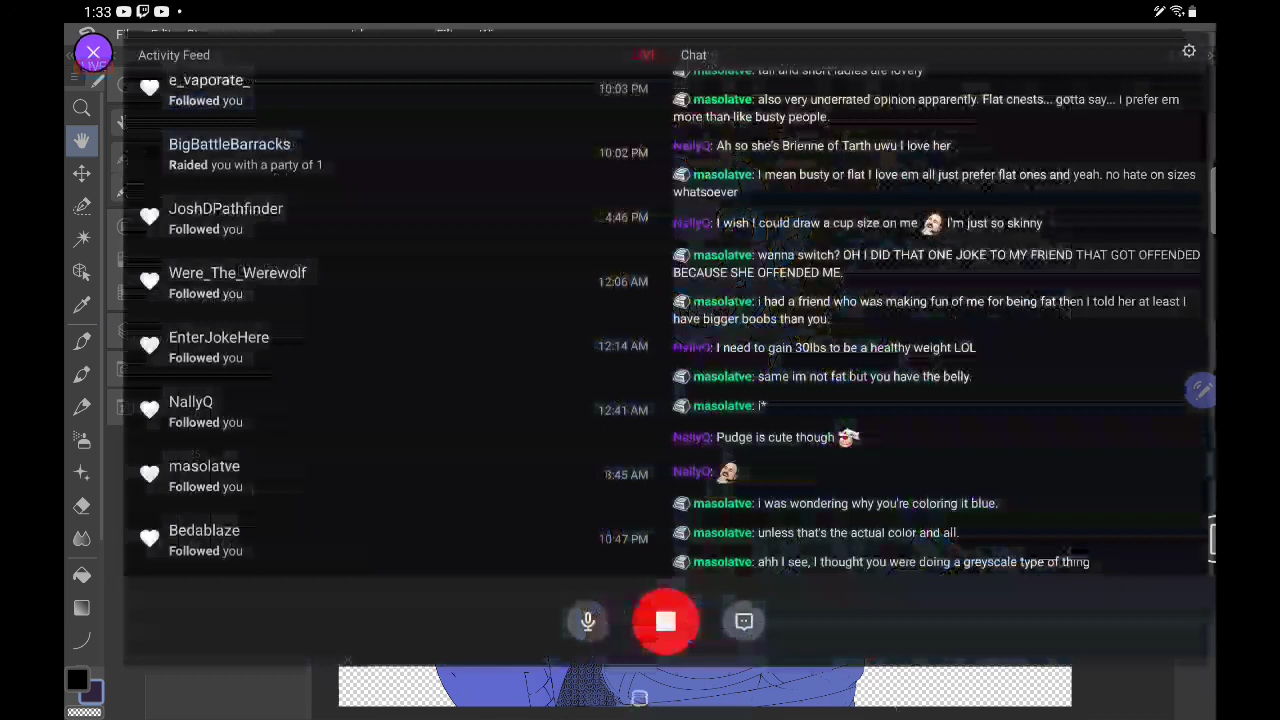 1:33
Activity Feed
Chat
e_vaporate_
Followed you
10:03 PM
BigBattleBarracks
Raided you with a party of 1
10:02 PM
JoshDPathfinder
Followed you
4:46 PM
Were_The_Werewolf
Followed you
12:06 AM
EnterJokeHere
Followed you
12:14 AM
NallyQ
Followed you
12:41 AM
masolatve
Followed you
Bedablaze
Followed you
10:47 PM
masolatve: tall and short ladies are lovely
masolatve: also very underrated opinion apparently. Flat chests... gotta say... I prefer em
more than like busty people.
NallyQ: Ah so she's Brienne of Tarth uwu I love her
masolatve: I mean busty or flat I love em all just prefer flat ones and yeah. no hate on sizes
whatsoever
NallyQ: I wish I could draw a cup size on me I'm just so skinny
masolatve: wanna switch? OH I DID THAT ONE JOKE TO MY FRIEND THAT GOT OFFENDED
BECAUSE SHE OFFENDED ME.
masolatve: i had a friend who was making fun of me for being fat then I told her at least I
have bigger boobs than you.
NallyQ: I need to gain 30lbs to be a healthy weight LOL
masolatve: same im not fat but you have the belly.
masolatve: i*
NallyQ: Pudge is cute though
NallyQ:
masolatve: i was wondering why you're coloring it blue.
masolatve: unless that's the actual color and all.
masolatve: ahh I see, I thought you were doing a greyscale type of thing